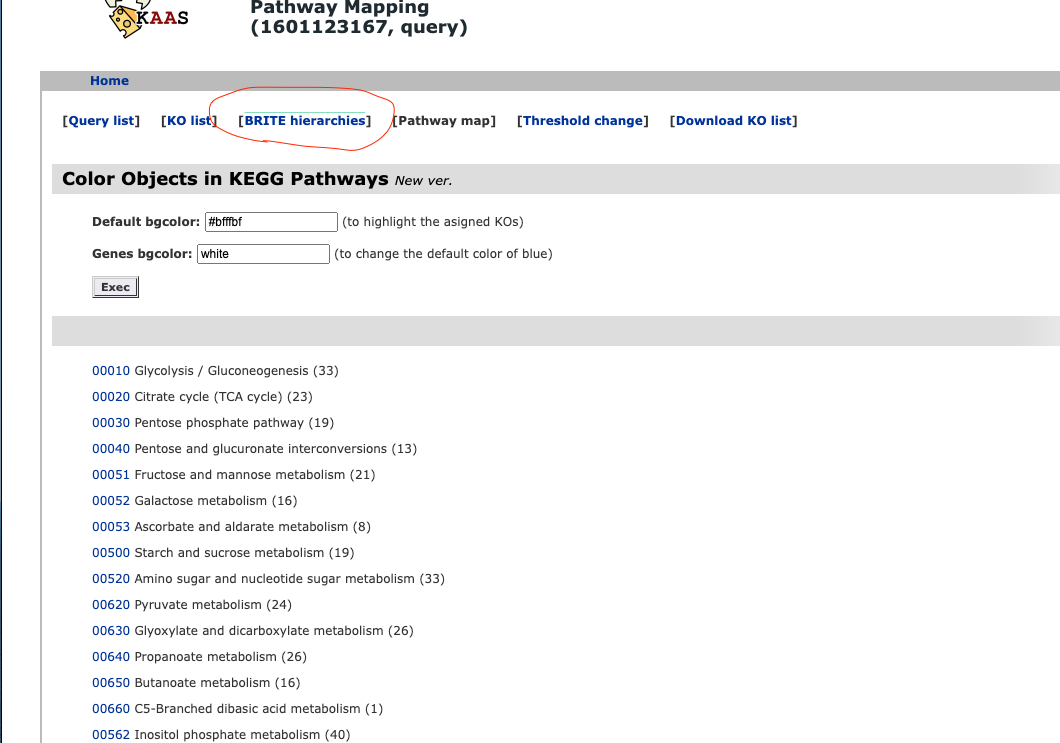 KAAS
Pathway Mapping
(1601123167, query)
Home
[Query list] [KO list] [BRITE hierarchies] [Pathway map] [Threshold change] [Download KO list]
Color Objects in KEGG Pathways New ver.
Default bgcolor: #bfffbf (to highlight the asigned KOs)
Genes bgcolor: white (to change the default color of blue)
Exec
00010 Glycolysis / Gluconeogenesis (33)
00020 Citrate cycle (TCA cycle) (23)
00030 Pentose phosphate pathway (19)
00040 Pentose and glucuronate interconversions (13)
00051 Fructose and mannose metabolism (21)
00052 Galactose metabolism (16)
00053 Ascorbate and aldarate metabolism (8)
00500 Starch and sucrose metabolism (19)
00520 Amino sugar and nucleotide sugar metabolism (33)
00620 Pyruvate metabolism (24)
00630 Glyoxylate and dicarboxylate metabolism (26)
00640 Propanoate metabolism (26)
00650 Butanoate metabolism (16)
00660 C5-Branched dibasic acid metabolism (1)
00562 Inositol phosphate metabolism (40)